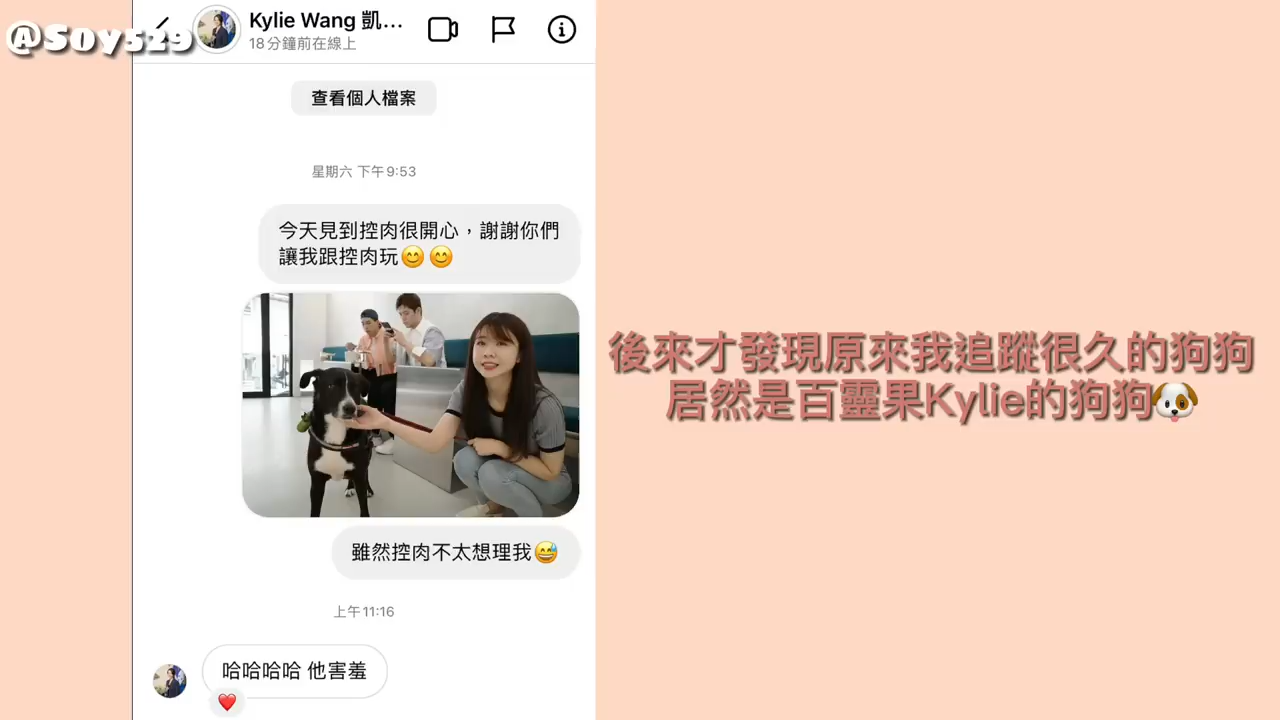 @Soy529
Kylie Wang 凱...
18分鐘前在線上
查看個人檔案
星期六 下午9:53
今天見到控肉很開心，謝謝你們
讓我跟控肉玩😊😊
雖然控肉不太想理我😅
上午11:16
哈哈哈哈 他害羞
後來才發現原來我追蹤很久的狗狗
居然是百靈果Kylie的狗狗🐶